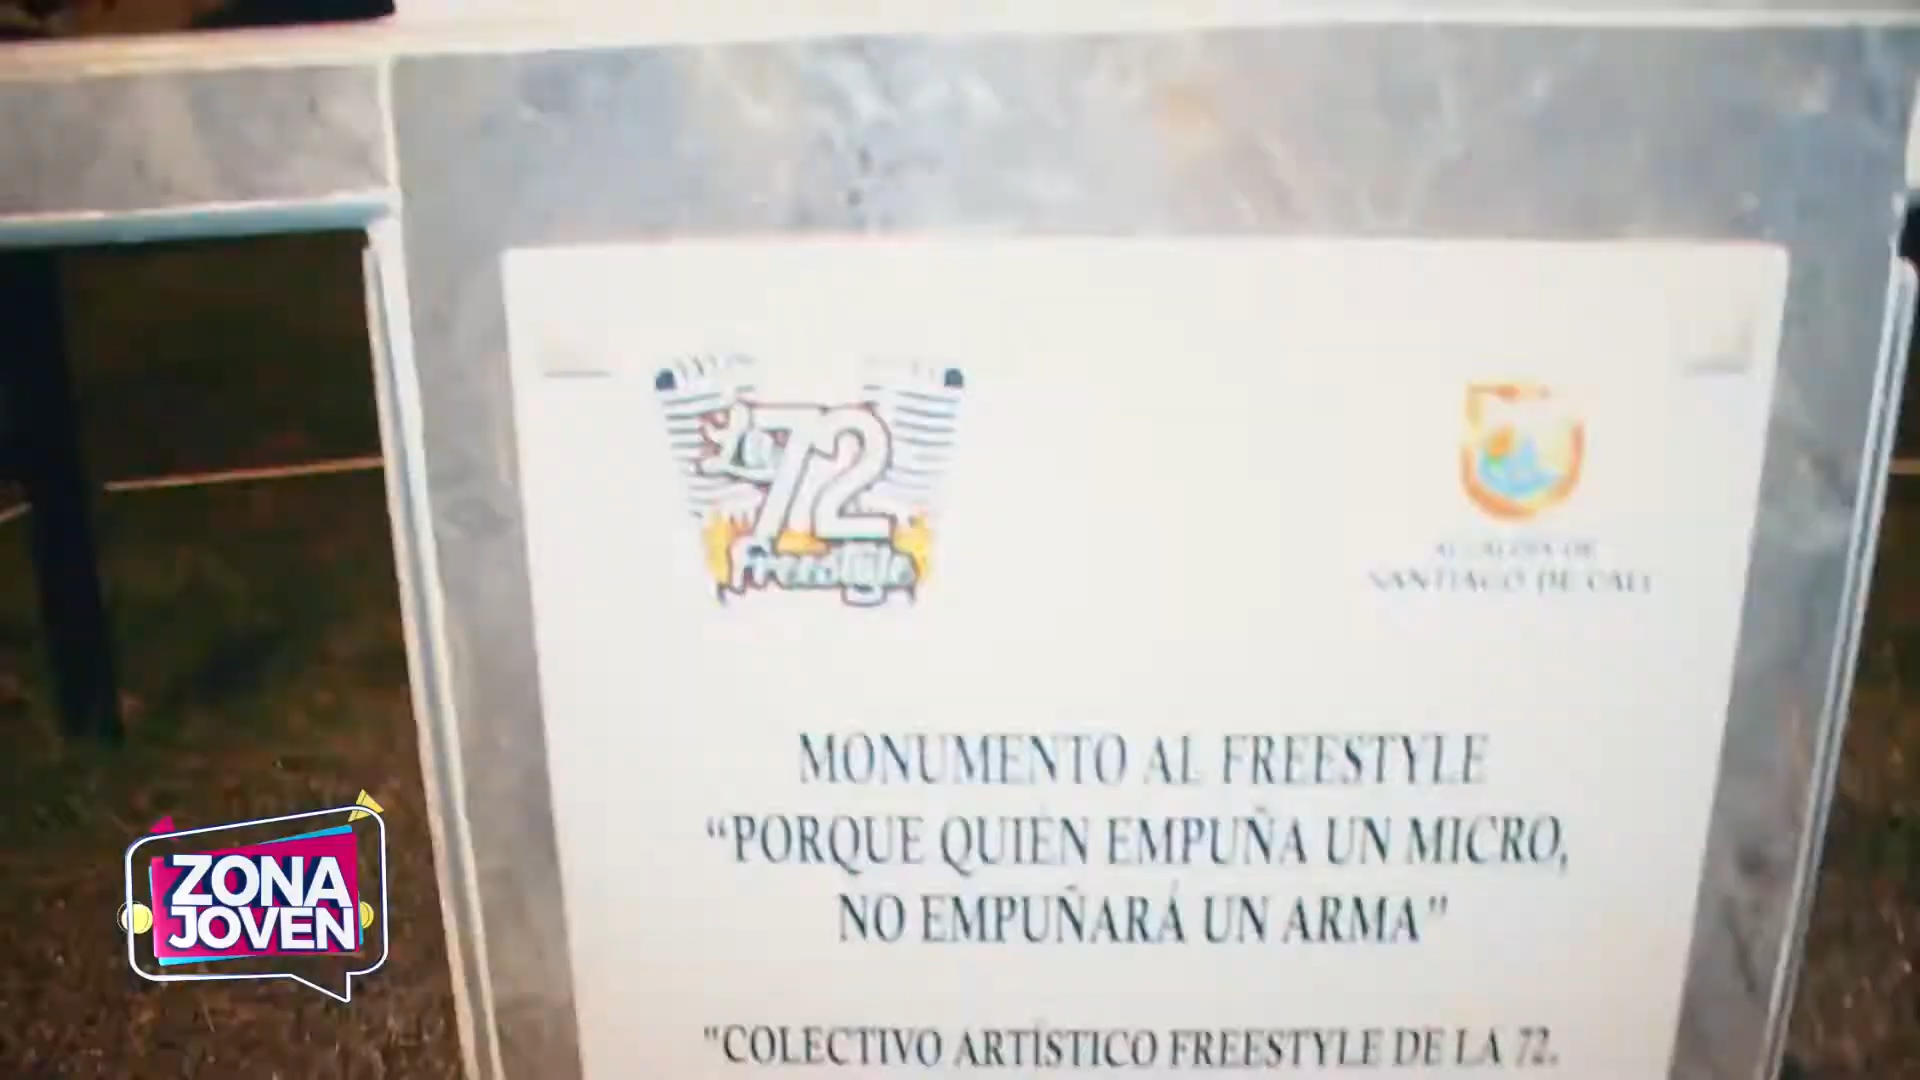 La 72
Freestyle
ALCALDÍA DE
SANTIAGO DE CALI
MONUMENTO AL FREESTYLE
“PORQUE QUIÉN EMPUÑA UN MICRO,
NO EMPUÑARÁ UN ARMA”
"COLECTIVO ARTÍSTICO FREESTYLE DE LA 72.
ZONA
JOVEN